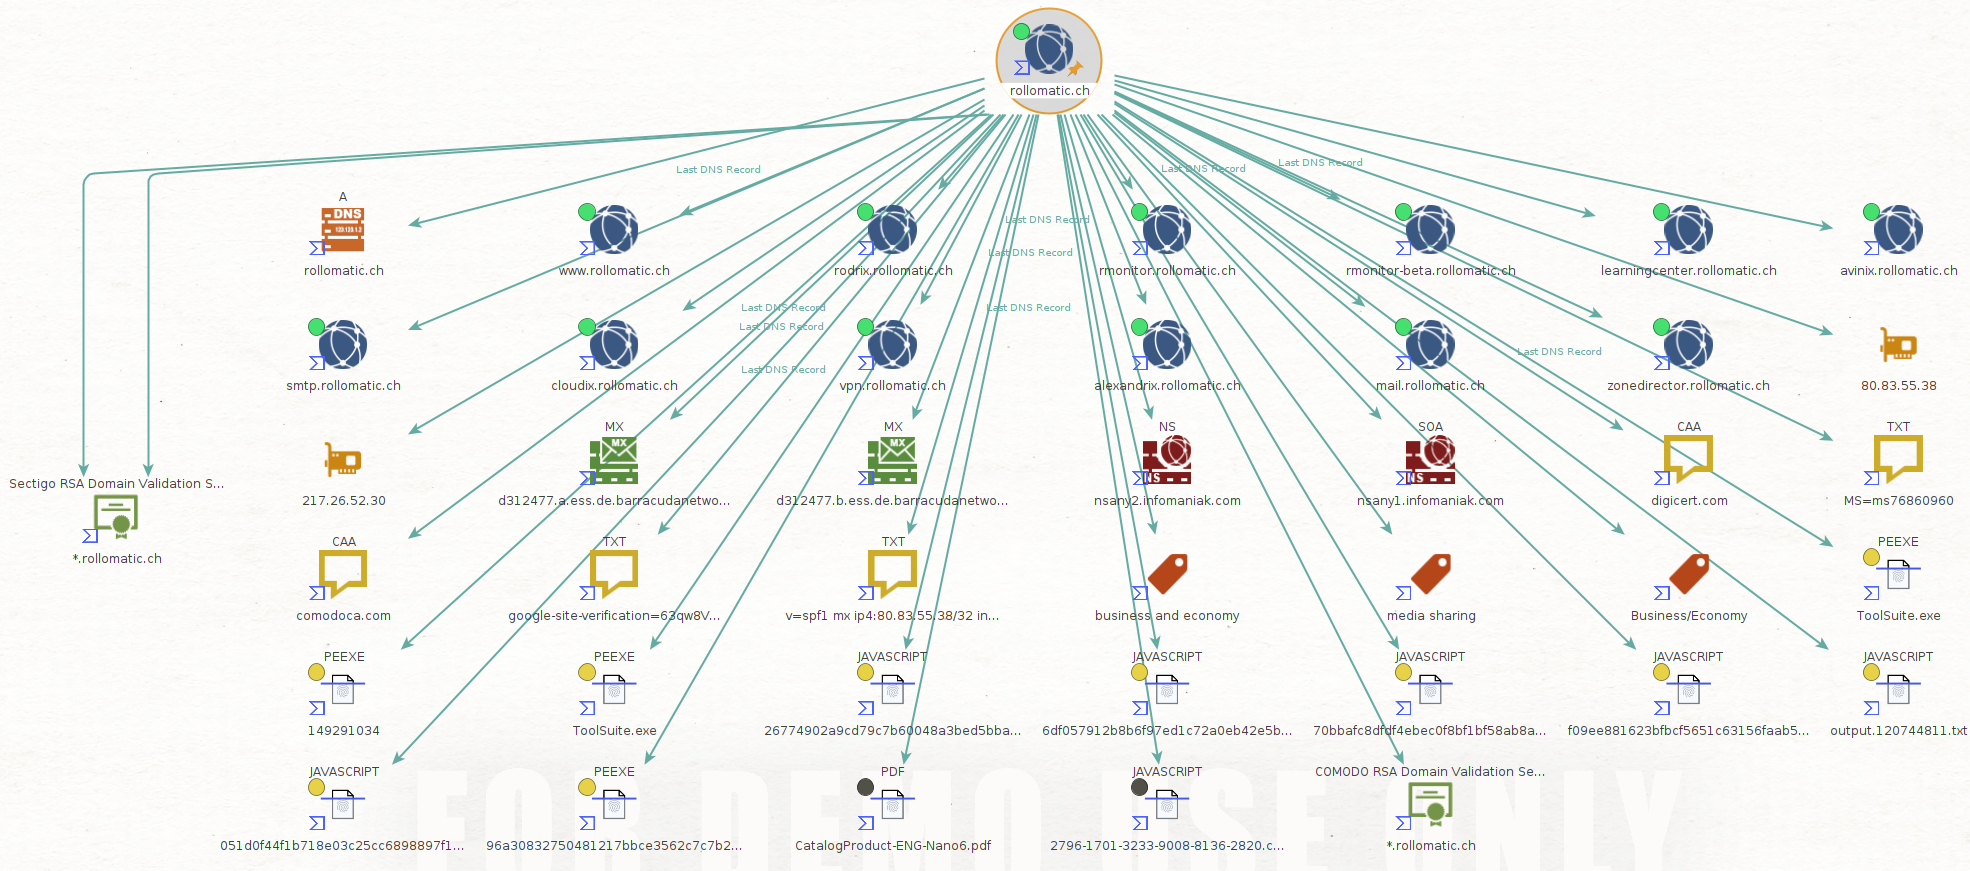 rollomatic.ch
Last DNS Record
Last DNS Record
Last DNS Record
A
DNS
123.123.1.2
rollomatic.ch
www.rollomatic.ch
rodrix.rollomatic.ch
Last DNS Record
rmonitor.rollomatic.ch
rmonitor-beta.rollomatic.ch
learningcenter.rollomatic.ch
avinix.rollomatic.ch
Last DNS Record
Last DNS Record
Last DNS Record
Last DNS Record
Last DNS Record
Last DNS Record
smtp.rollomatic.ch
cloudix.rollomatic.ch
vpn.rollomatic.ch
alexandrix.rollomatic.ch
mail.rollomatic.ch
zonedirector.rollomatic.ch
80.83.55.38
217.26.52.30
MX
MX
d312477.a.ess.de.barracudanetwo...
MX
MX
d312477.b.ess.de.barracudanetwo...
NS
NS
nsany2.infomaniak.com
SOA
NS
nsany1.infomaniak.com
CAA
digicert.com
TXT
MS=ms76860960
Sectigo RSA Domain Validation S...
*.rollomatic.ch
CAA
comodoca.com
TXT
google-site-verification=63qw8V...
TXT
v=spf1 mx ip4:80.83.55.38/32 in...
business and economy
media sharing
Business/Economy
PEEXE
ToolSuite.exe
PEEXE
149291034
PEEXE
ToolSuite.exe
JAVASCRIPT
26774902a9cd79c7b60048a3bed5bba...
JAVASCRIPT
6df057912b8b6f97ed1c72a0eb42e5b...
JAVASCRIPT
70bbafc8dfdf4ebec0f8bf1bf58ab8a...
JAVASCRIPT
f09ee881623bfbcf5651c63156faab5...
JAVASCRIPT
output.120744811.txt
JAVASCRIPT
051d0f44f1b718e03c25cc6898897f1...
PEEXE
96a30832750481217bbce3562c7c7b2...
PDF
CatalogProduct-ENG-Nano6.pdf
JAVASCRIPT
2796-1701-3233-9008-8136-2820.c...
COMODO RSA Domain Validation Se...
*.rollomatic.ch
FOR DEMO USE ONLY